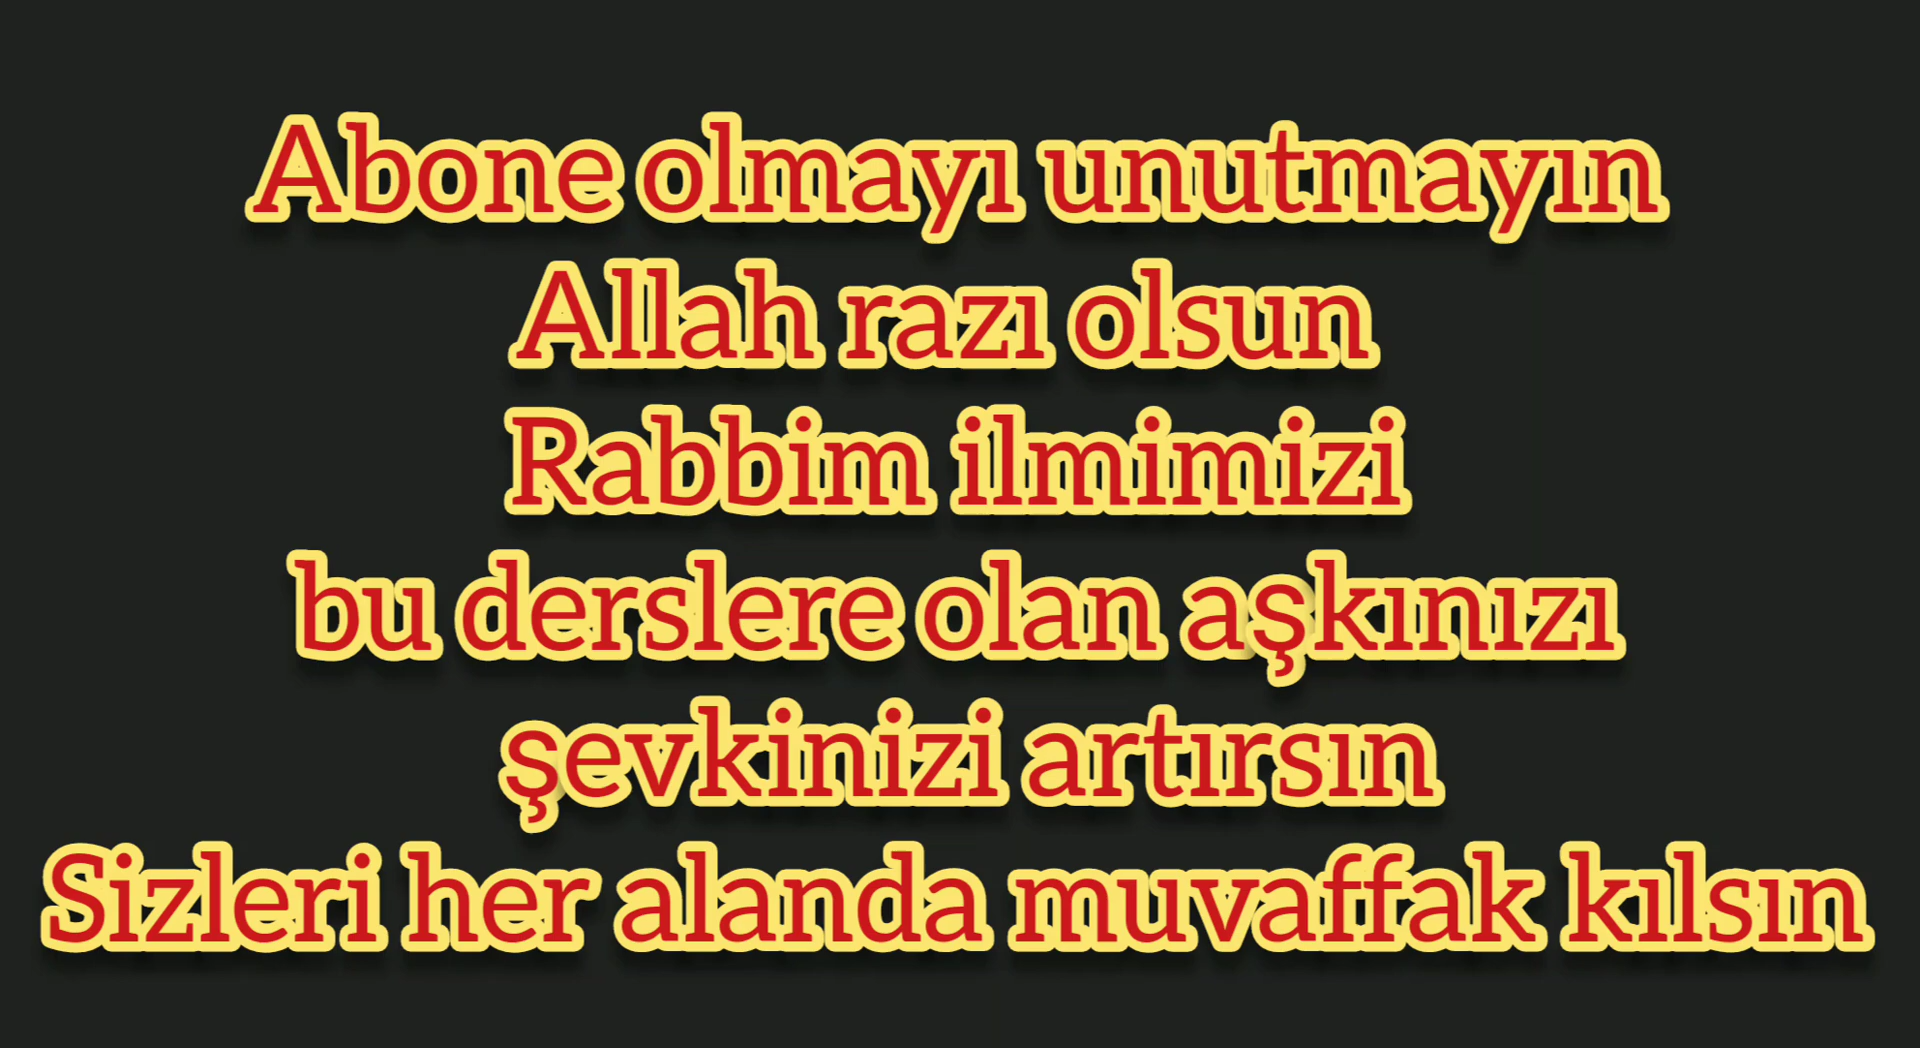 Abone olmayı unutmayın
Allah razı olsun
Rabbim ilmimizi
bu derslere olan aşkınızı
şevkinizi artırsın
Sizleri her alanda muvaffak kılsın